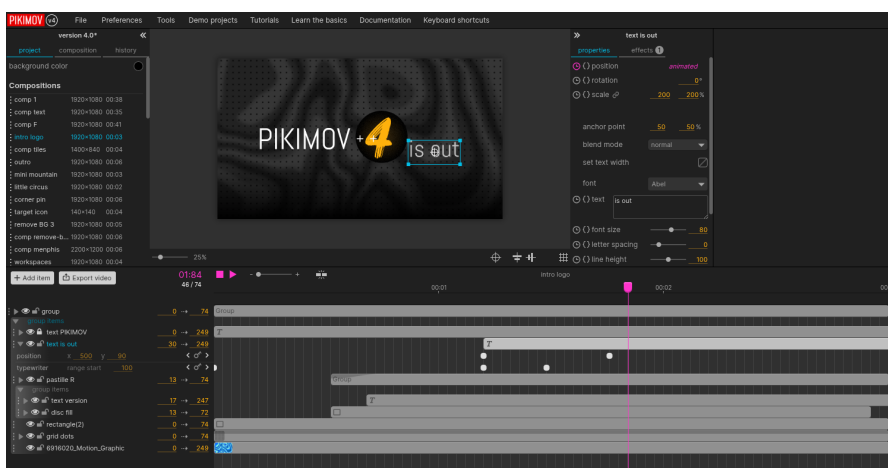 PIKIMOV v4 File Preferences Tools Demo projects Tutorials Learn the basics Documentation Keyboard shortcuts
version 4.0*
project composition history
background color
Compositions
comp 1 1920×1080 00:38
comp text 1920×1080 00:35
comp F 1920×1080 00:41
intro logo 1920×1080 00:03
comp tiles 1400×840 00:04
outro 1920×1080 00:06
mini mountain 1920×1080 00:03
little circus 1920×1080 00:02
corner pin 1920×1080 00:06
target icon 140×140 00:04
remove BG 3 1920×1080 00:05
comp remove-b... 1920×1080 00:06
comp menphis 2200×1200 00:06
workspaces 1920×1080 00:04
PIKIMOV 4
is out
25%
text is out
properties effects 1
position animated
rotation 0°
scale 200 200%
anchor point 50 50%
blend mode normal
set text width
font Abel
text is out
font size 80
letter spacing 0
line height 100
+ Add item Export video
01:84
46 / 74
- +
Intro logo
00:01 00:02 00
group 0 → 74 Group
group items
text PIKIMOV 0 → 249 T
text is out 30 → 249 T
position x 500 y 90
typewriter range start 100
pastille R 13 → 74 Group
group items
text version 17 → 247 T
disc fill 13 → 72
rectangle(2) 0 → 74
grid dots 0 → 74
6916020_Motion_Graphic 0 → 249